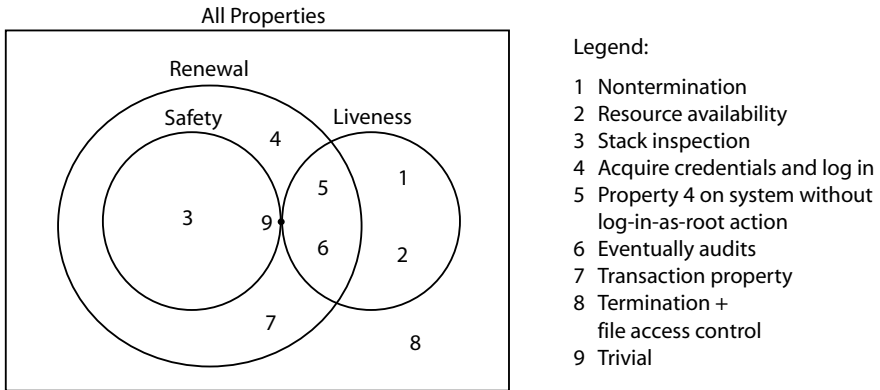 All Properties
Renewal
Safety
Liveness
4
5
1
3
9
6
2
7
8
Legend:
1 Nontermination
2 Resource availability
3 Stack inspection
4 Acquire credentials and log in
5 Property 4 on system without
log-in-as-root action
6 Eventually audits
7 Transaction property
8 Termination +
file access control
9 Trivial